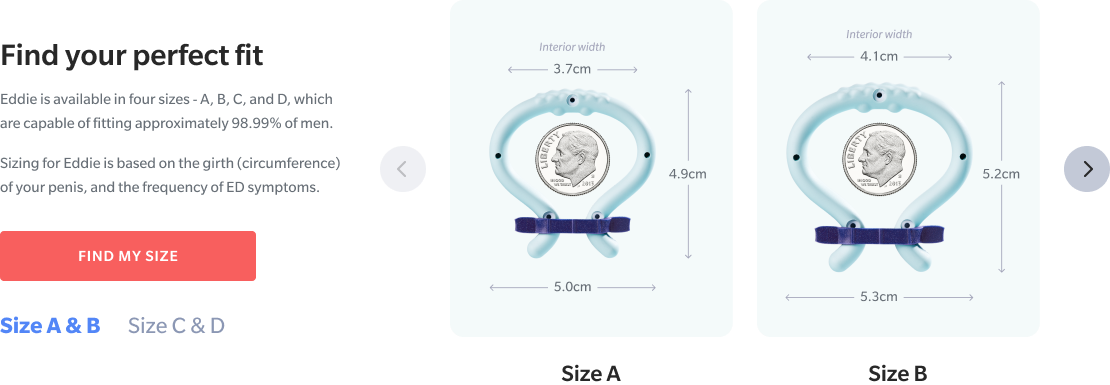 Find your perfect fit
Eddie is available in four sizes - A, B, C, and D, which
are capable of fitting approximately 98.99% of men.
Sizing for Eddie is based on the girth (circumference)
of your penis, and the frequency of ED symptoms.
FIND MY SIZE
Size A & B
Size C & D
Interior width
3.7cm
LIBERTY
4.9cm
5.0cm
Size A
Interior width
4.1cm
LIBERTY
5.2cm
5.3cm
Size B